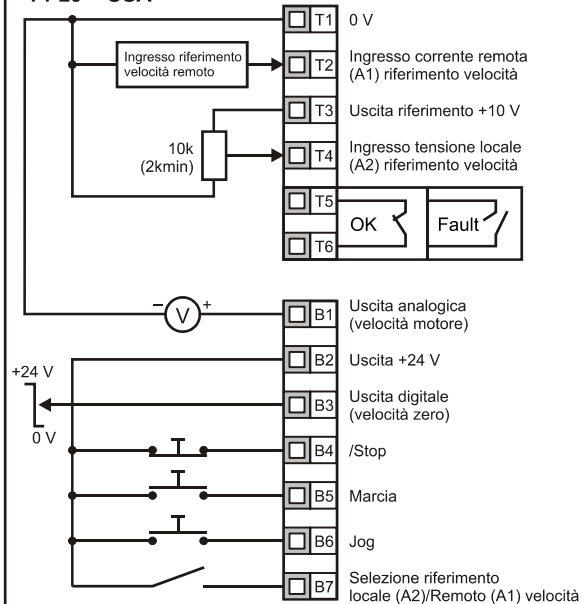 T1 0 V
Ingresso riferimento
velocità remoto
T2 Ingresso corrente remota
(A1) riferimento velocità
T3 Uscita riferimento +10 V
10k
(2kmin)
T4 Ingresso tensione locale
(A2) riferimento velocità
T5
OK
Fault
T6
– V +
B1 Uscita analogica
(velocità motore)
B2 Uscita +24 V
+24 V
0 V
B3 Uscita digitale
(velocità zero)
B4 /Stop
B5 Marcia
B6 Jog
B7 Selezione riferimento
locale (A2)/Remoto (A1) velocità